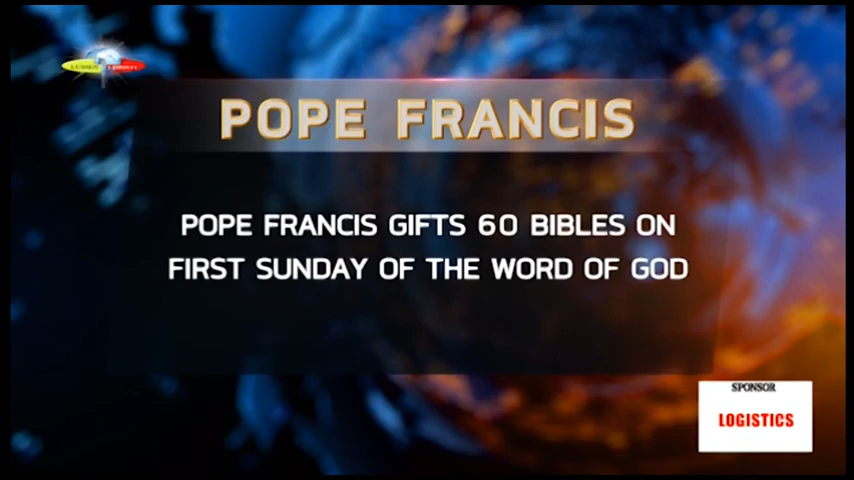 POPE FRANCIS
POPE FRANCIS GIFTS 60 BIBLES ON
FIRST SUNDAY OF THE WORD OF GOD
SPONSOR
LOGISTICS